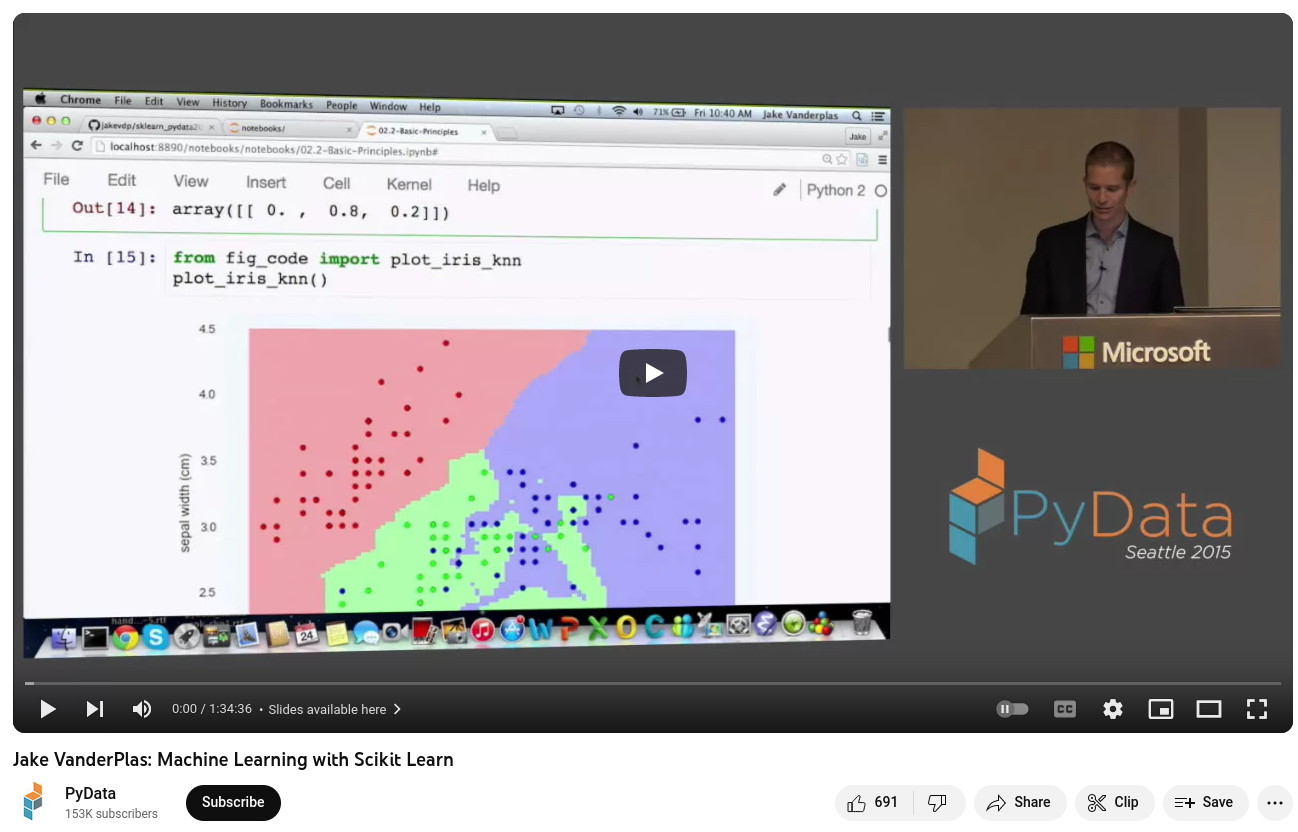 Chrome File Edit View History Bookmarks People Window Help 71% Fri 10:40 AM Jake Vanderplas
jakevdp/sklearn_pydata2 notebooks/ 02.2-Basic-Principles Jake
localhost:8890/notebooks/notebooks/02.2-Basic-Principles.ipynb#
File Edit View Insert Cell Kernel Help Python 2
Out[14]: array([[ 0. , 0.8, 0.2]])
In [15]: from fig_code import plot_iris_knn
plot_iris_knn()
4.5
4.0
3.5
3.0
2.5
sepal width (cm)
24
Microsoft
PyData
Seattle 2015
0:00 / 1:34:36 • Slides available here
CC
Jake VanderPlas: Machine Learning with Scikit Learn
PyData
153K subscribers
Subscribe
691
Share
Clip
Save